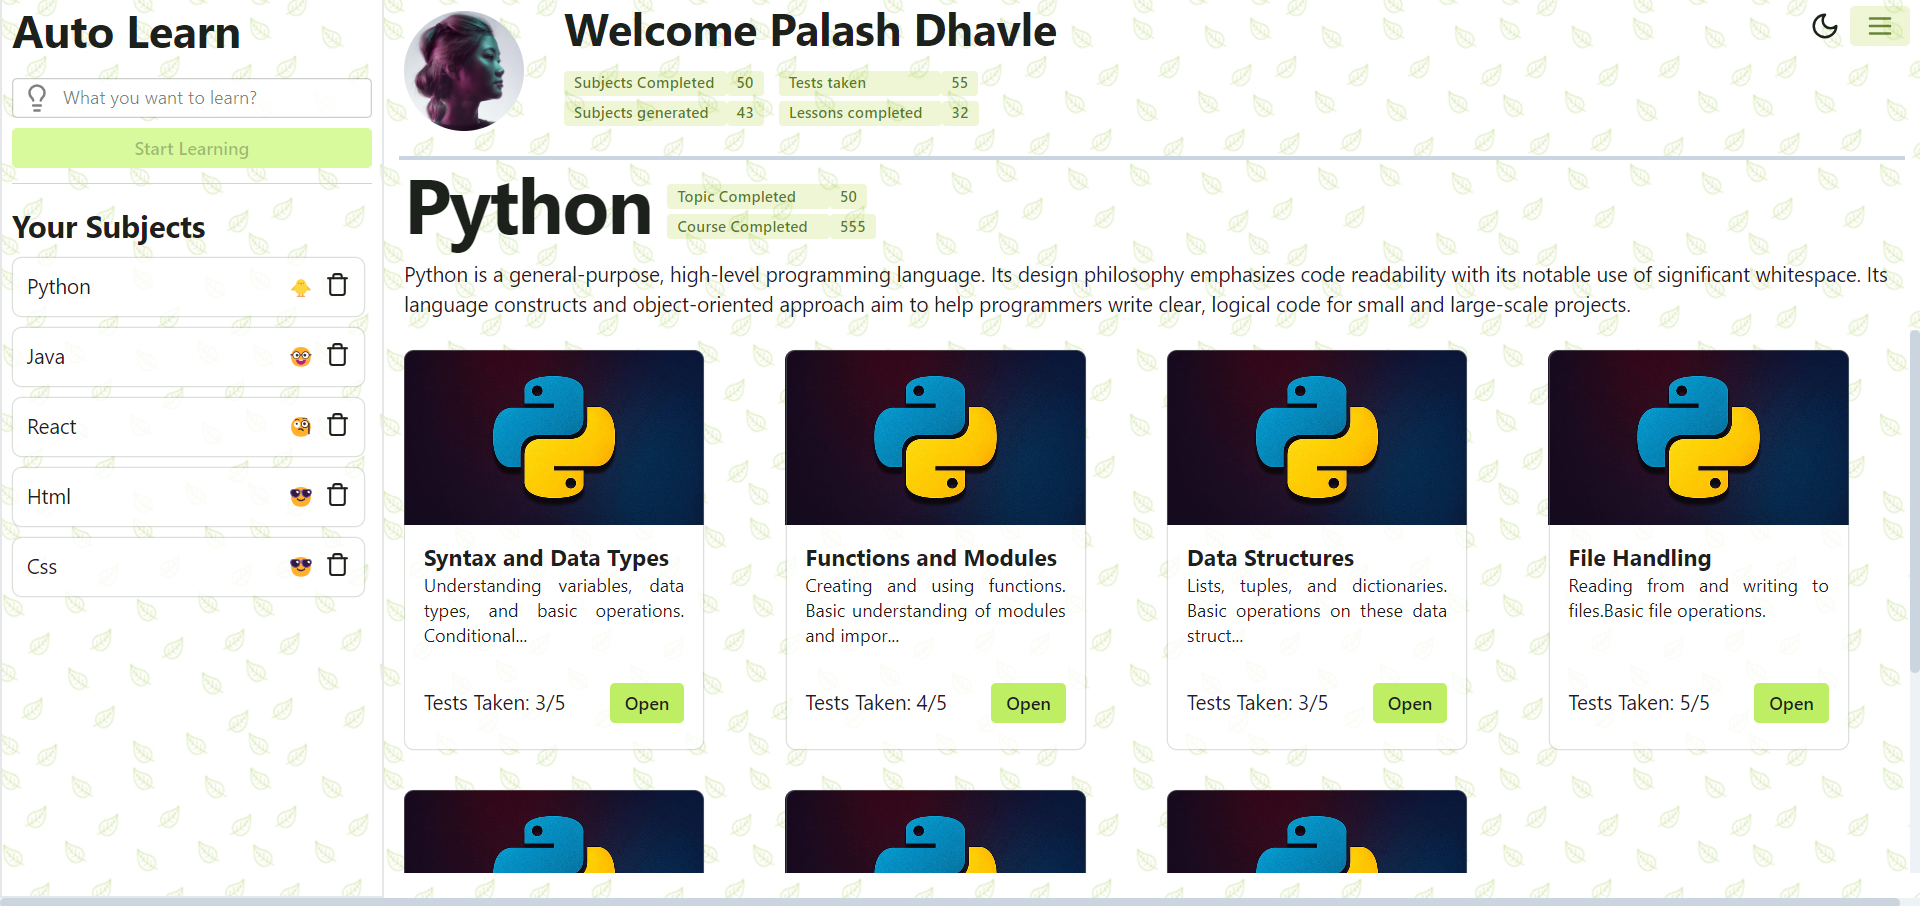 Auto Learn
What you want to learn?
Start Learning
Your Subjects
Python
Java
React
Html
Css
Welcome Palash Dhavle
Subjects Completed 50
Tests taken 55
Subjects generated 43
Lessons completed 32
Python
Topic Completed 50
Course Completed 555
Python is a general-purpose, high-level programming language. Its design philosophy emphasizes code readability with its notable use of significant whitespace. Its
language constructs and object-oriented approach aim to help programmers write clear, logical code for small and large-scale projects.
Syntax and Data Types
Understanding variables, data
types, and basic operations.
Conditional...
Tests Taken: 3/5
Open
Functions and Modules
Creating and using functions.
Basic understanding of modules
and impor...
Tests Taken: 4/5
Open
Data Structures
Lists, tuples, and dictionaries.
Basic operations on these data
struct...
Tests Taken: 3/5
Open
File Handling
Reading from and writing to
files.Basic file operations.
Tests Taken: 5/5
Open